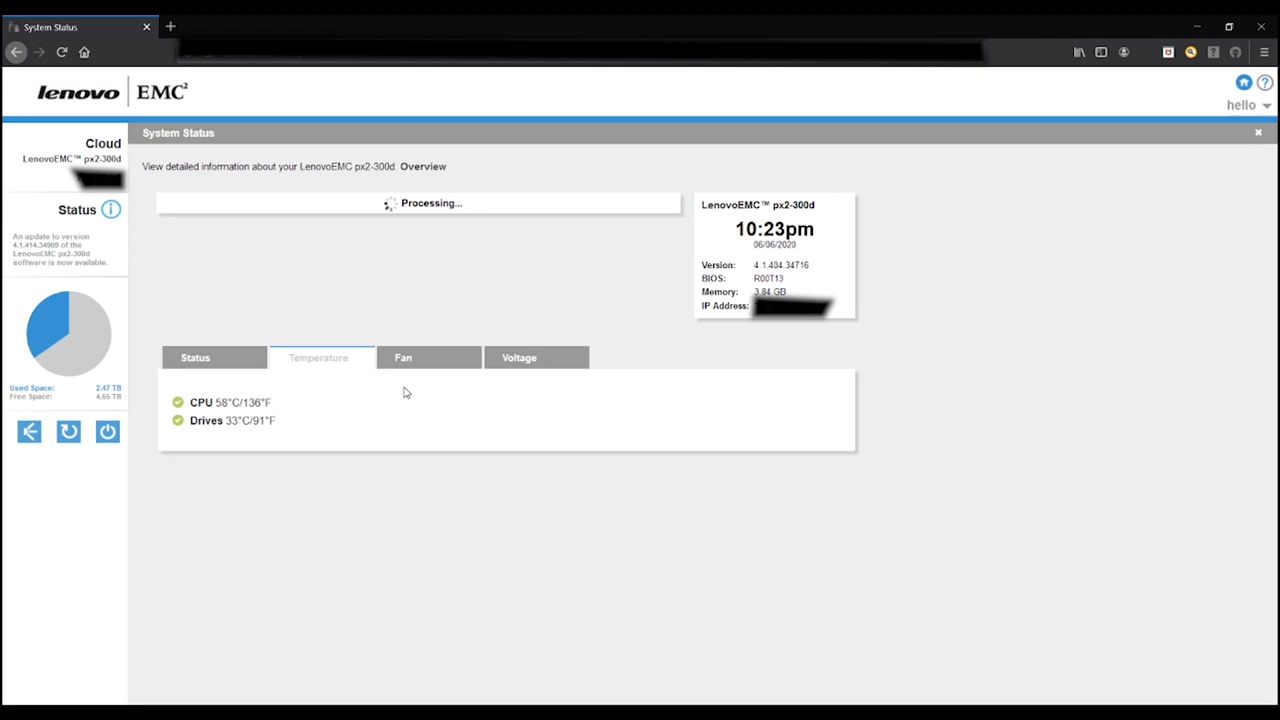 System Status
lenovo EMC²
hello
Cloud
LenovoEMC™ px2-300d
Status
An update to version
4.1.414.34909 of the
LenovoEMC px2-300d
software is now available.
Used Space: 2.47 TB
Free Space: 4.65 TB
System Status
View detailed information about your LenovoEMC px2-300d Overview
Processing...
LenovoEMC™ px2-300d
10:23pm
06/06/2020
Version: 4.1.404.34716
BIOS: R00T13
Memory: 3.84 GB
IP Address:
Status Temperature Fan Voltage
CPU 58°C/136°F
Drives 33°C/91°F